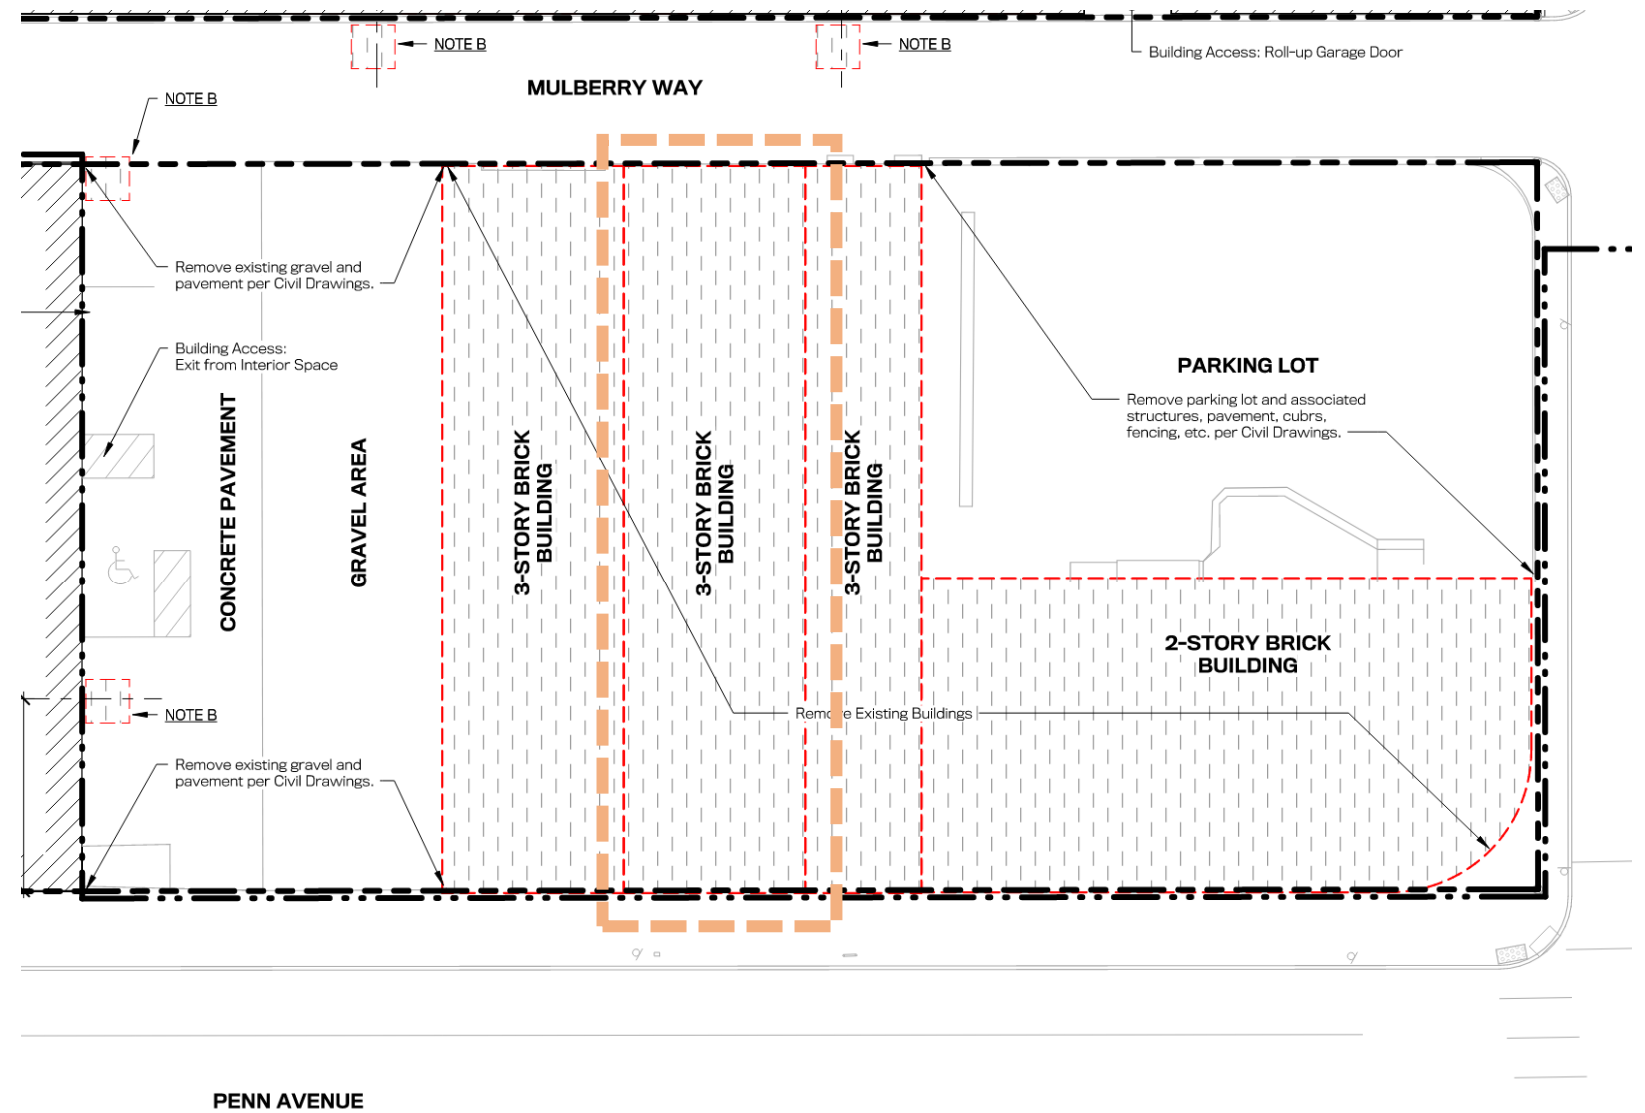 NOTE B
NOTE B
Building Access: Roll-up Garage Door
MULBERRY WAY
NOTE B
Remove existing gravel and
pavement per Civil Drawings.
Building Access:
Exit from Interior Space
CONCRETE PAVEMENT
GRAVEL AREA
3-STORY BRICK
BUILDING
3-STORY BRICK
BUILDING
3-STORY BRICK
BUILDING
PARKING LOT
Remove parking lot and associated
structures, pavement, cubrs,
fencing, etc. per Civil Drawings.
2-STORY BRICK
BUILDING
NOTE B
Remove Existing Buildings
Remove existing gravel and
pavement per Civil Drawings.
PENN AVENUE